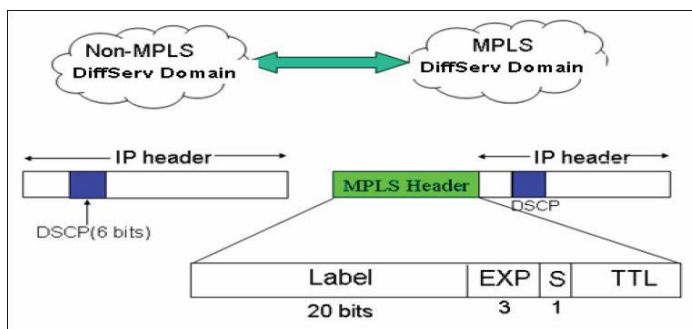 Non-MPLS
DiffServ Domain
MPLS
DiffServ Domain
IP header
IP header
MPLS Header
DSCP
DSCP(6 bits)
Label
EXP
S
TTL
20 bits
3
1